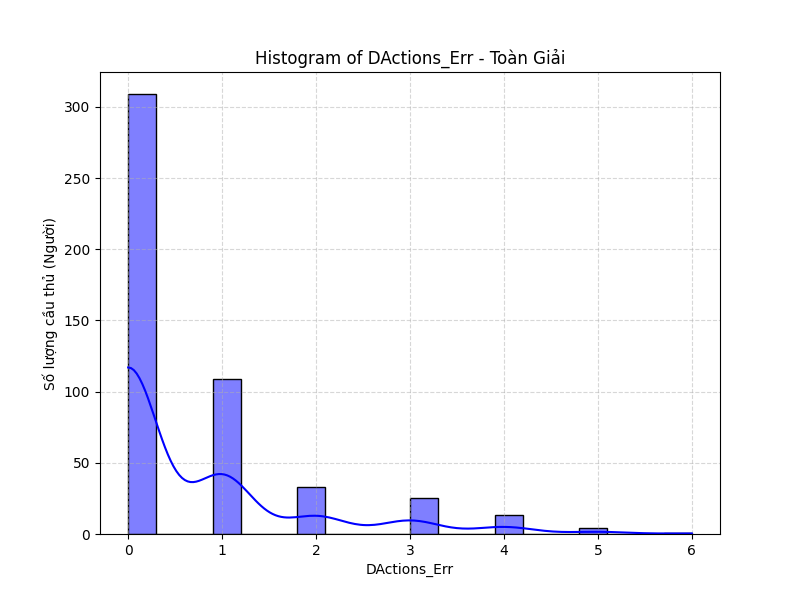 Histogram of DActions_Err - Toàn Giải
Số lượng cầu thủ (Người)
300
250
200
150
100
50
0
0 1 2 3 4 5 6
DActions_Err